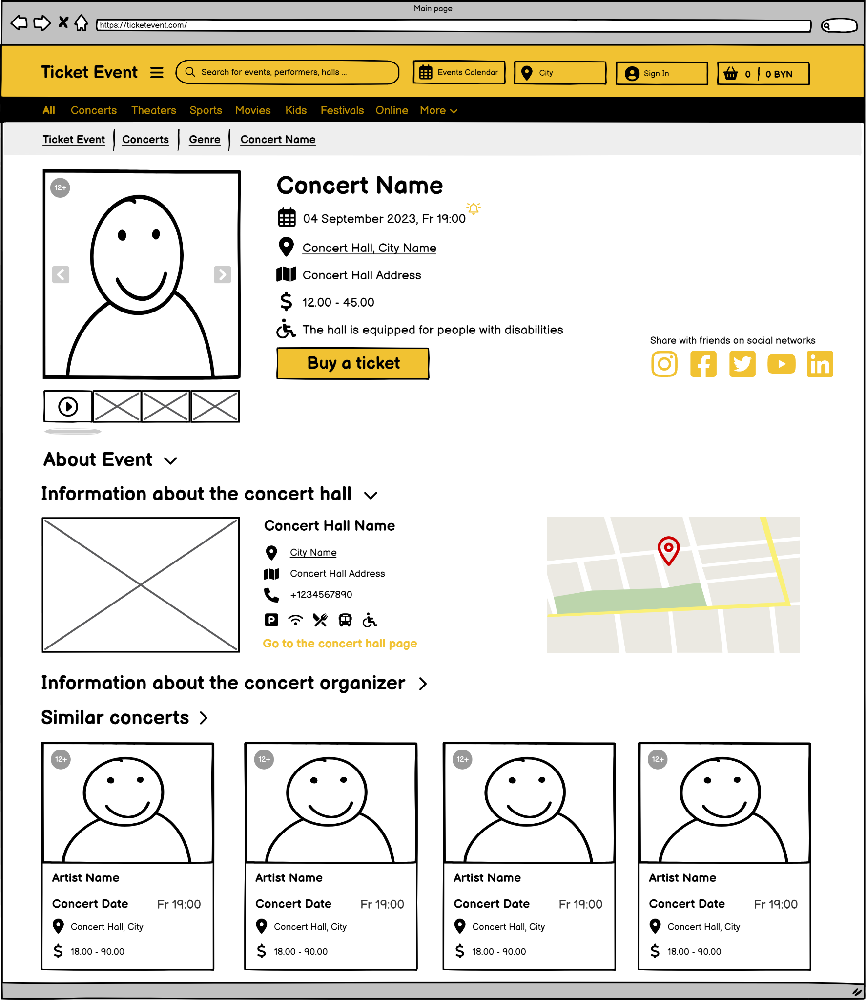 Main page
https://ticketevent.com/
Ticket Event
Search for events, performers, halls ...
Events Calendar
City
Sign In
0 | 0 BYN
All Concerts Theaters Sports Movies Kids Festivals Online More
Ticket Event
Concerts
Genre
Concert Name
12+
Concert Name
04 September 2023, Fr 19:00
Concert Hall, City Name
Concert Hall Address
$ 12.00 - 45.00
The hall is equipped for people with disabilities
Buy a ticket
Share with friends on social networks
About Event
Information about the concert hall
Concert Hall Name
City Name
Concert Hall Address
+1234567890
P
Go to the concert hall page
Information about the concert organizer
Similar concerts
12+
Artist Name
Concert Date Fr 19:00
Concert Hall, City
$ 18.00 - 90.00
12+
Artist Name
Concert Date Fr 19:00
Concert Hall, City
$ 18.00 - 90.00
12+
Artist Name
Concert Date Fr 19:00
Concert Hall, City
$ 18.00 - 90.00
12+
Artist Name
Concert Date Fr 19:00
Concert Hall, City
$ 18.00 - 90.00